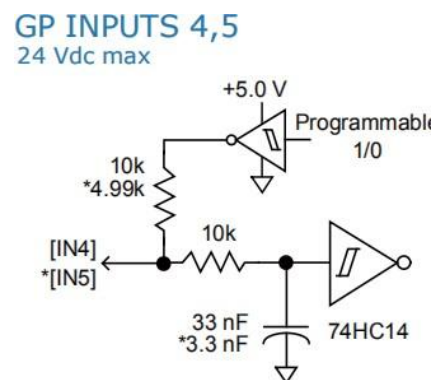 GP INPUTS 4,5
24 Vdc max
+5.0 V
Programmable
1/0
10k
*4.99k
10k
[IN4]
*[IN5]
33 nF
*3.3 nF
74HC14